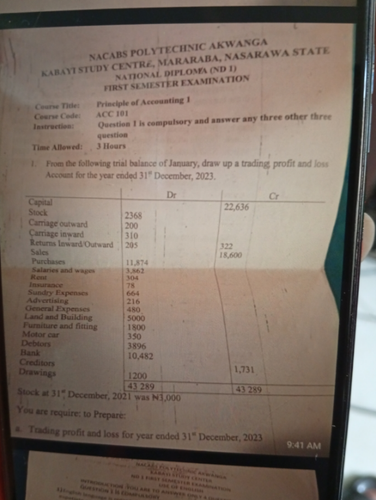 NACABS POLYTECHNIC AKWANGA
KABAYI STUDY CENTRE, MARARABA, NASARAWA STATE
NATIONAL DIPLOMA (ND I)
FIRST SEMESTER EXAMINATION
Course Title: Principle of Accounting 1
Course Code: ACC 101
Instruction: Question 1 is compulsory and answer any three other three question
Time Allowed: 3 Hours
1. From the following trial balance of January, draw up a trading, profit and loss
Account for the year ended 31st December, 2023.
Dr Cr
Capital 22,636
Stock 2368
Carriage outward 200
Carriage inward 310
Returns Inward/Outward 205 322
Sales 18,600
Purchases 11,874
Salaries and wages 3,862
Rent 304
Insurance 78
Sundry Expenses 664
Advertising 216
General Expenses 480
Land and Building 5000
Furniture and fitting 1800
Motor car 350
Debtors 3896
Bank 10,482
Creditors 1,731
Drawings 1200
43 289 43 289
Stock at 31st December, 2021 was ₦3,000
You are require: to Prepare:
a. Trading profit and loss for year ended 31st December, 2023
9:41 AM
NACABS POLYTECHNIC AKWANGA